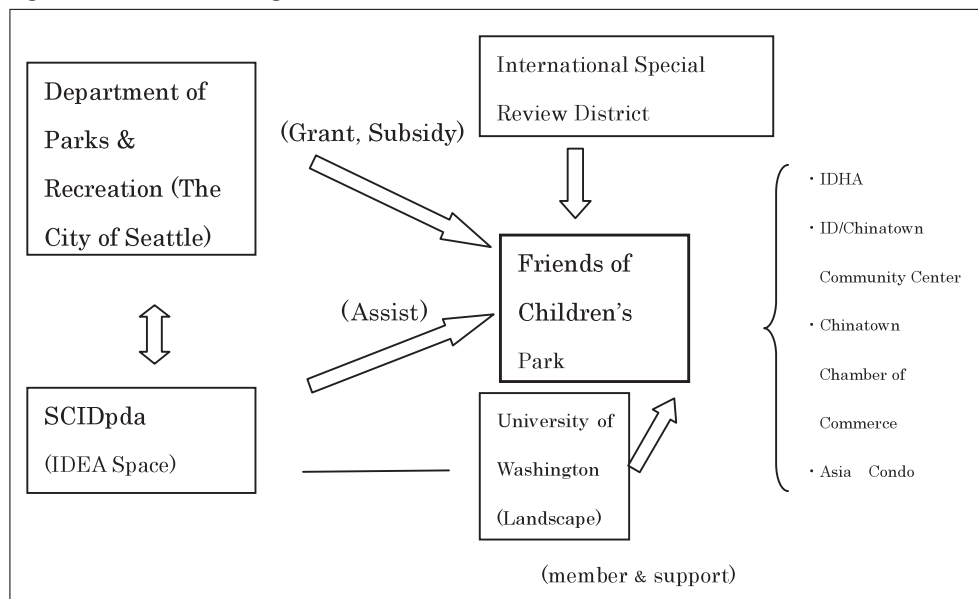 Department of
Parks &
Recreation (The
City of Seattle)
(Grant, Subsidy)
International Special
Review District
Friends of
Children's
Park
(Assist)
SCIDpda
(IDEA Space)
University of
Washington
(Landscape)
(member & support)
・IDHA
・ID/Chinatown
Community Center
・Chinatown
Chamber of
Commerce
・Asia Condo